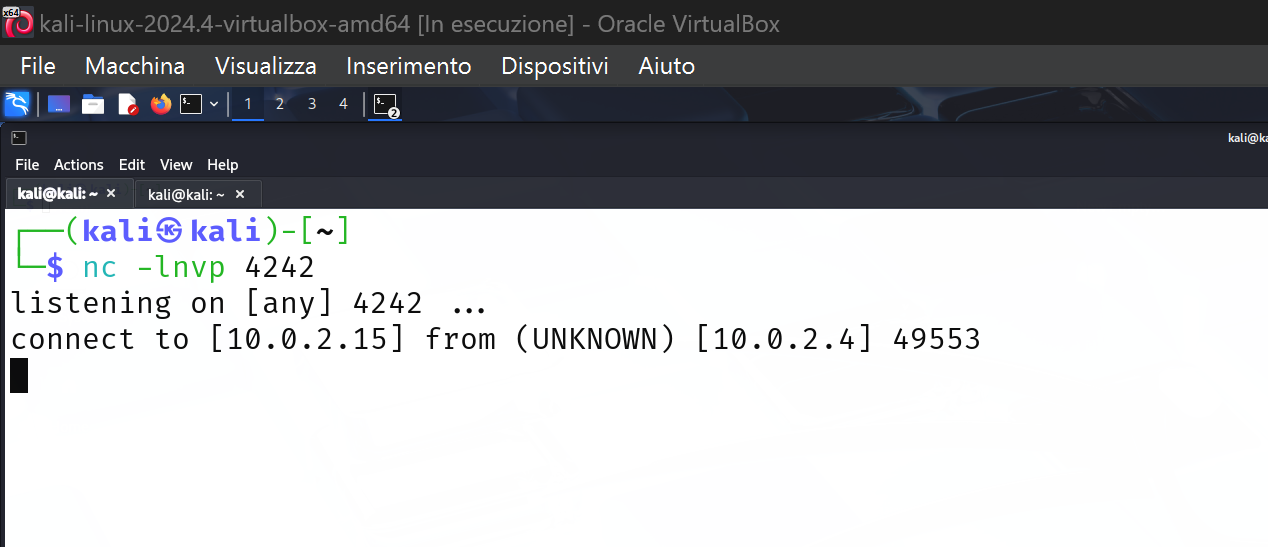 x64
kali-linux-2024.4-virtualbox-amd64 [In esecuzione] - Oracle VirtualBox
File Macchina Visualizza Inserimento Dispositivi Aiuto
1 2 3 4 2
kali@ka
File Actions Edit View Help
kali@kali: ~ × kali@kali: ~ ×
┌──(kali㉿kali)-[~]
└─$ nc -lnvp 4242
listening on [any] 4242 ...
connect to [10.0.2.15] from (UNKNOWN) [10.0.2.4] 49553